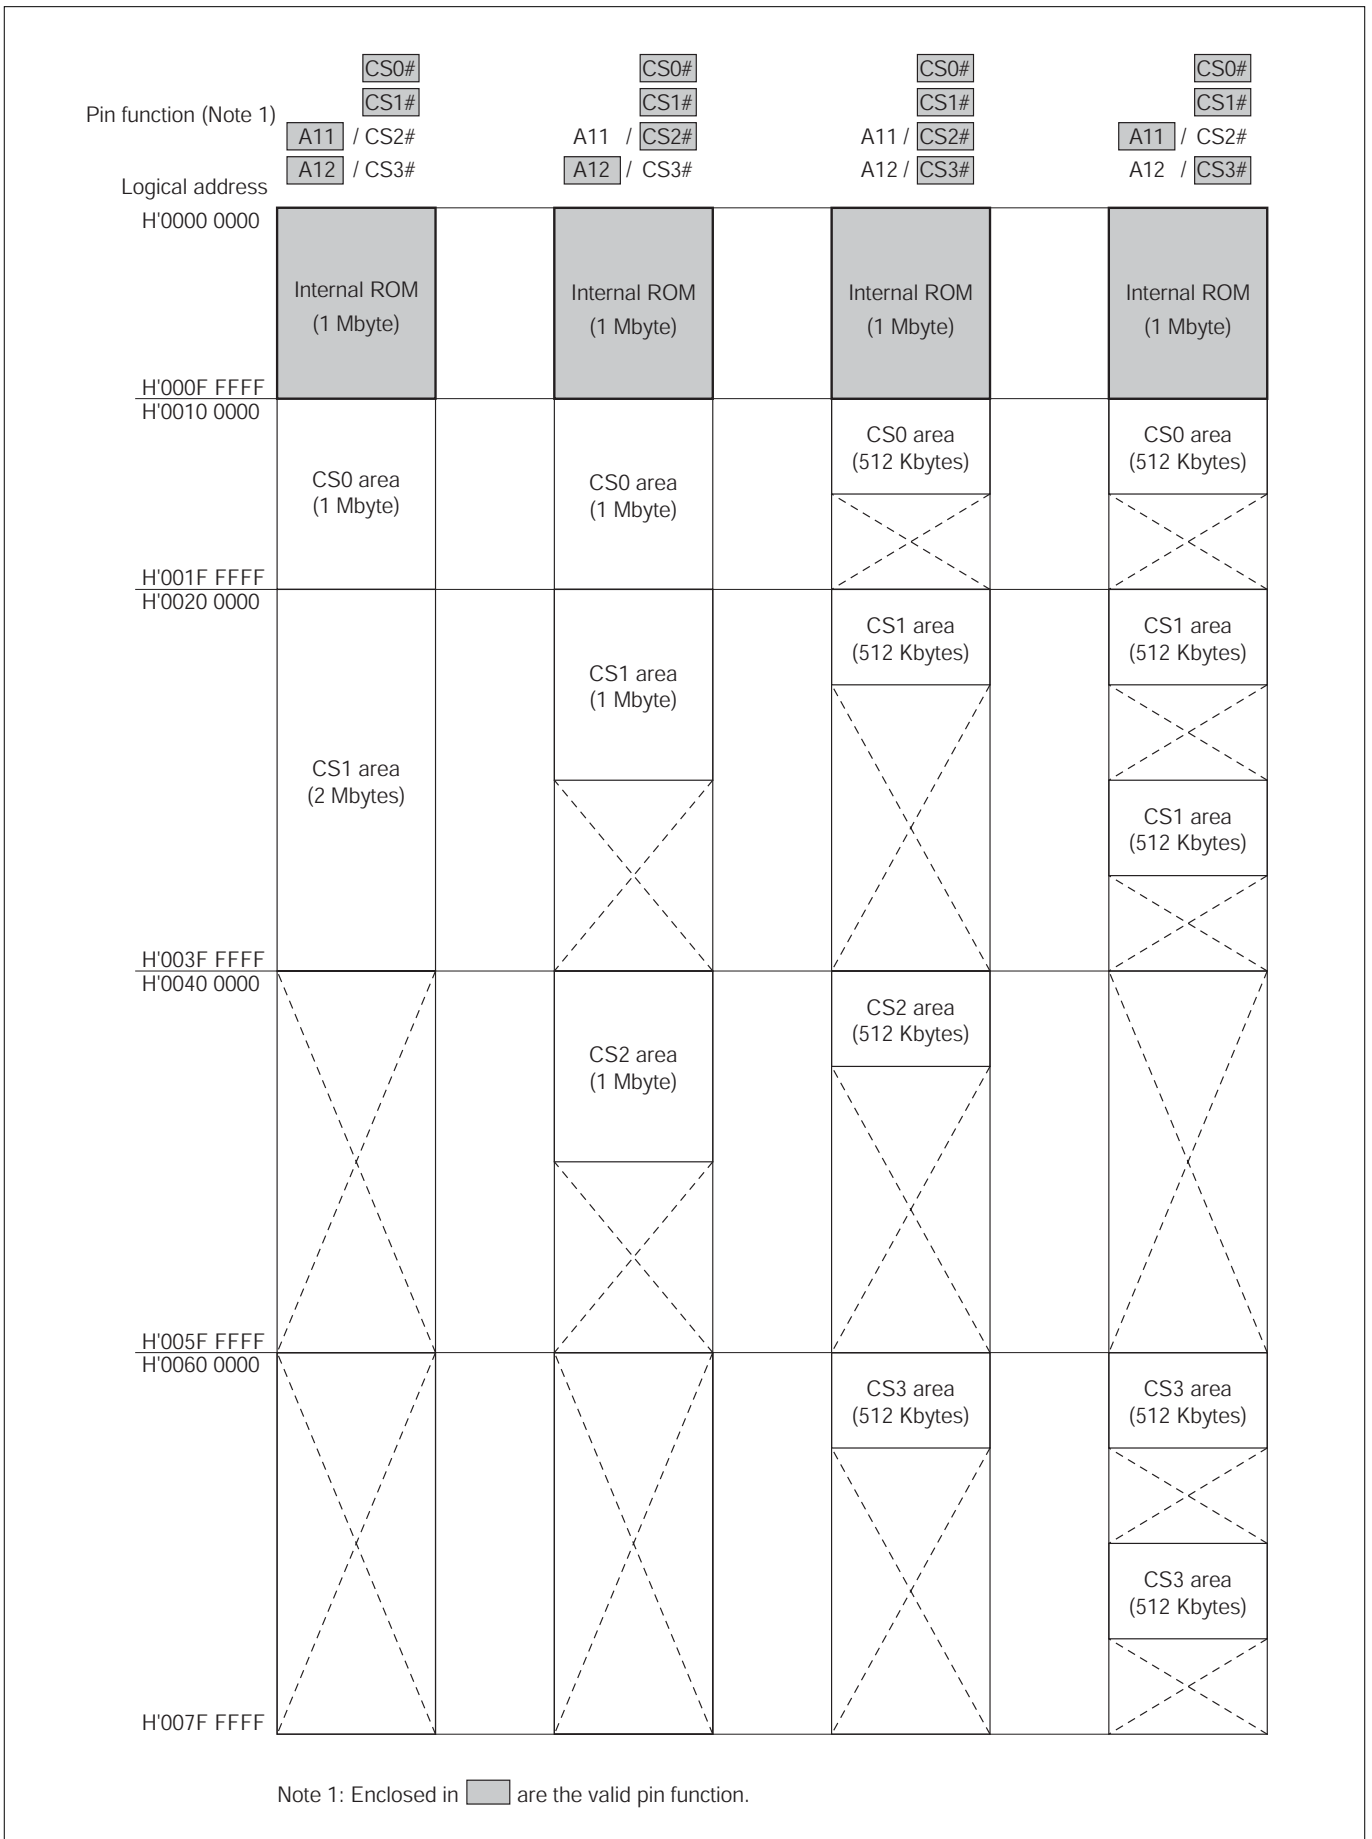 CS0# CS0# CS0# CS0#
Pin function (Note 1) CS1# CS1# CS1# CS1#
A11 / CS2# A11 / CS2# A11 / CS2# A11 / CS2#
A12 / CS3# A12 / CS3# A12 / CS3# A12 / CS3#
Logical address
H'0000 0000
Internal ROM Internal ROM Internal ROM Internal ROM
(1 Mbyte) (1 Mbyte) (1 Mbyte) (1 Mbyte)
H'000F FFFF
H'0010 0000
CS0 area CS0 area
(512 Kbytes) (512 Kbytes)
CS0 area CS0 area
(1 Mbyte) (1 Mbyte)
H'001F FFFF
H'0020 0000
CS1 area CS1 area
(512 Kbytes) (512 Kbytes)
CS1 area
(1 Mbyte)
CS1 area
(2 Mbytes)
CS1 area
(512 Kbytes)
H'003F FFFF
H'0040 0000
CS2 area
(512 Kbytes)
CS2 area
(1 Mbyte)
H'005F FFFF
H'0060 0000
CS3 area CS3 area
(512 Kbytes) (512 Kbytes)
CS3 area
(512 Kbytes)
H'007F FFFF
Note 1: Enclosed in are the valid pin function.